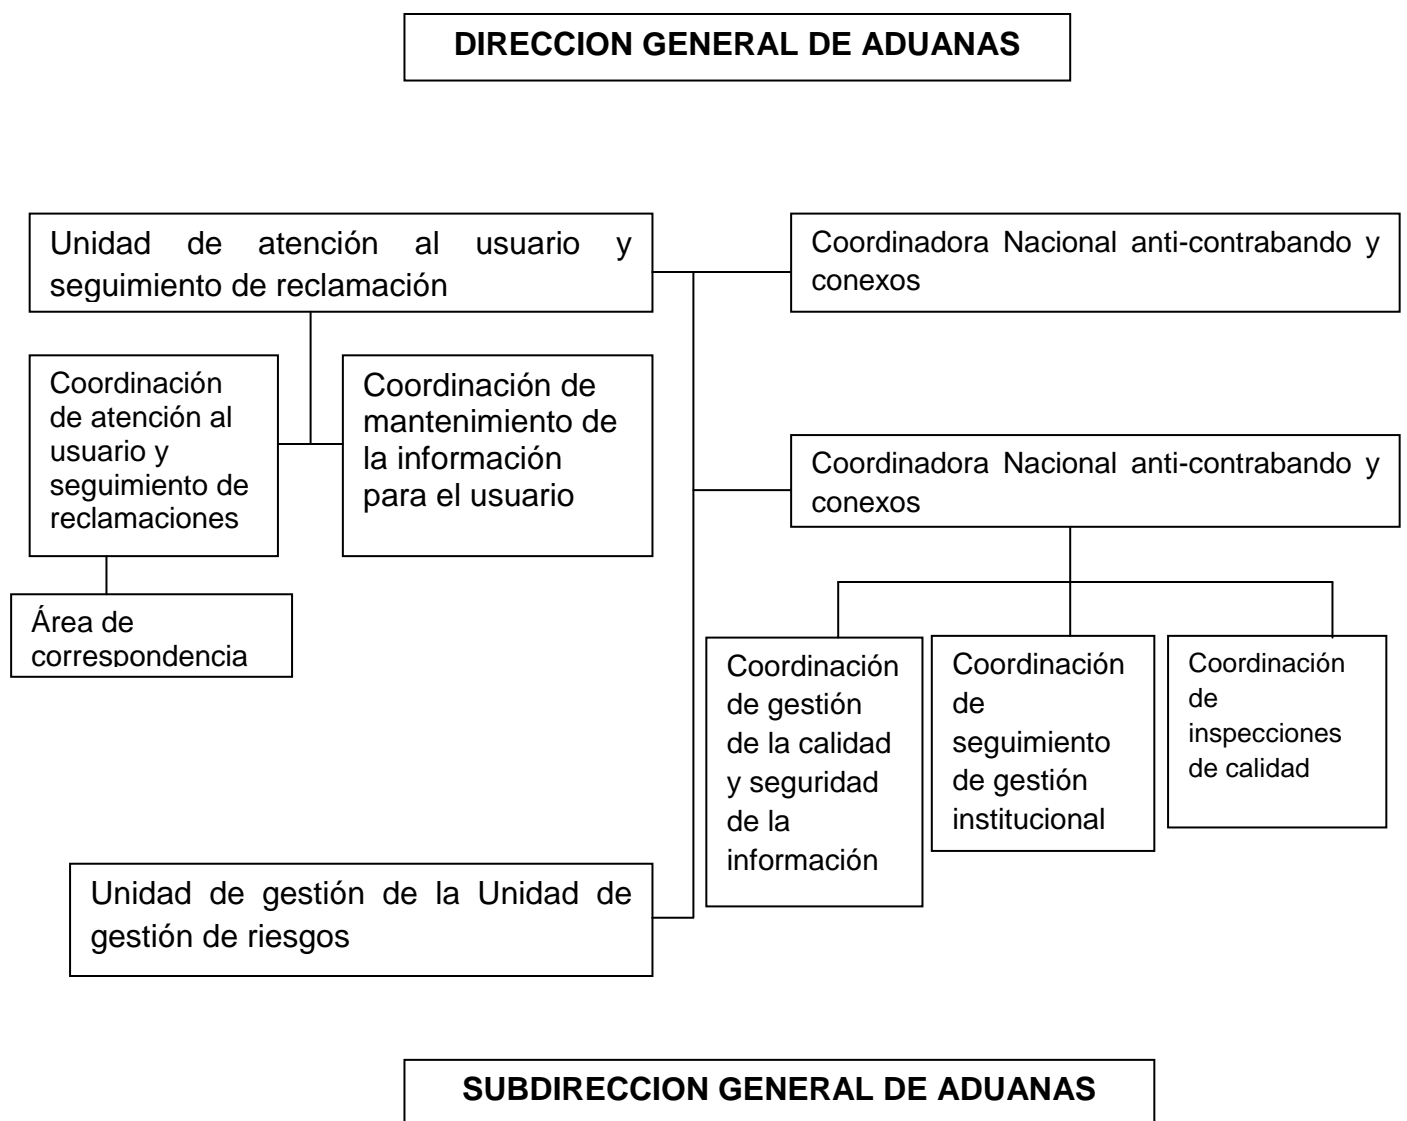 DIRECCION GENERAL DE ADUANAS
Unidad de atención al usuario y
seguimiento de reclamación
Coordinadora Nacional anti-contrabando y
conexos
Coordinación
de atención al
usuario y
seguimiento de
reclamaciones
Coordinación de
mantenimiento de
la información
para el usuario
Coordinadora Nacional anti-contrabando y
conexos
Área de
correspondencia
Coordinación
de gestión
de la calidad
y seguridad
de la
información
Coordinación
de
seguimiento
de gestión
institucional
Coordinación
de
inspecciones
de calidad
Unidad de gestión de la Unidad de
gestión de riesgos
SUBDIRECCION GENERAL DE ADUANAS